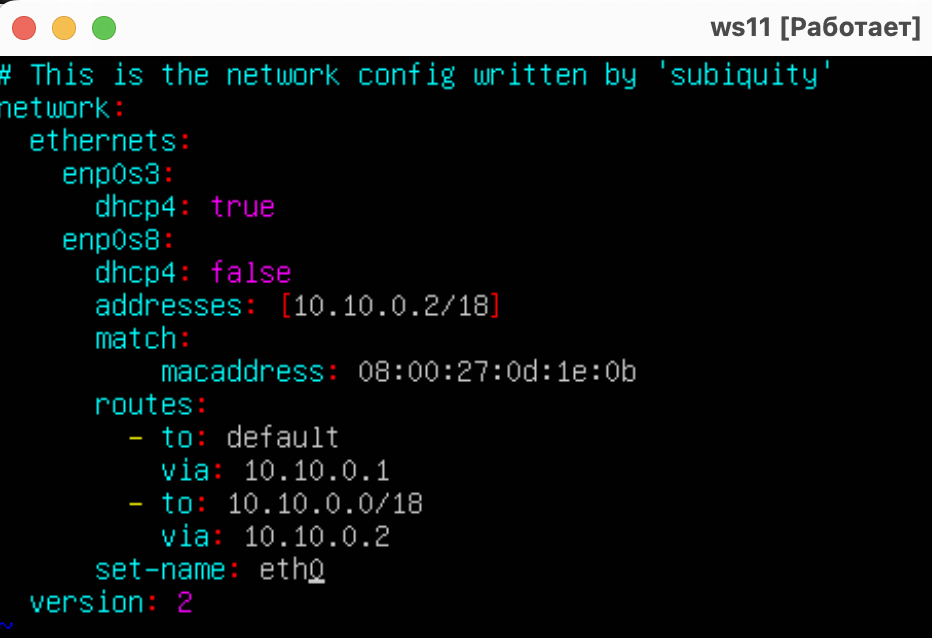 ws11 [Работает]
# This is the network config written by 'subiquity'
network:
  ethernets:
    enp0s3:
      dhcp4: true
    enp0s8:
      dhcp4: false
      addresses: [10.10.0.2/18]
      match:
          macaddress: 08:00:27:0d:1e:0b
      routes:
        - to: default
          via: 10.10.0.1
        - to: 10.10.0.0/18
          via: 10.10.0.2
      set-name: eth0
  version: 2
~